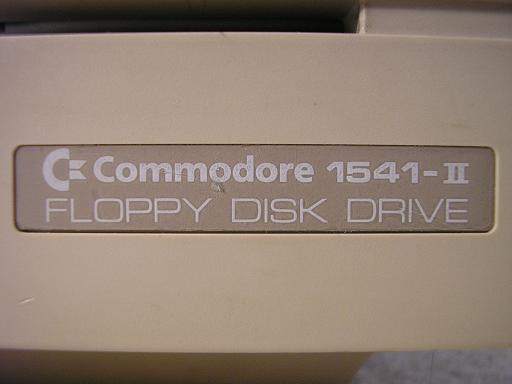 Commodore 1541-II
FLOPPY DISK DRIVE